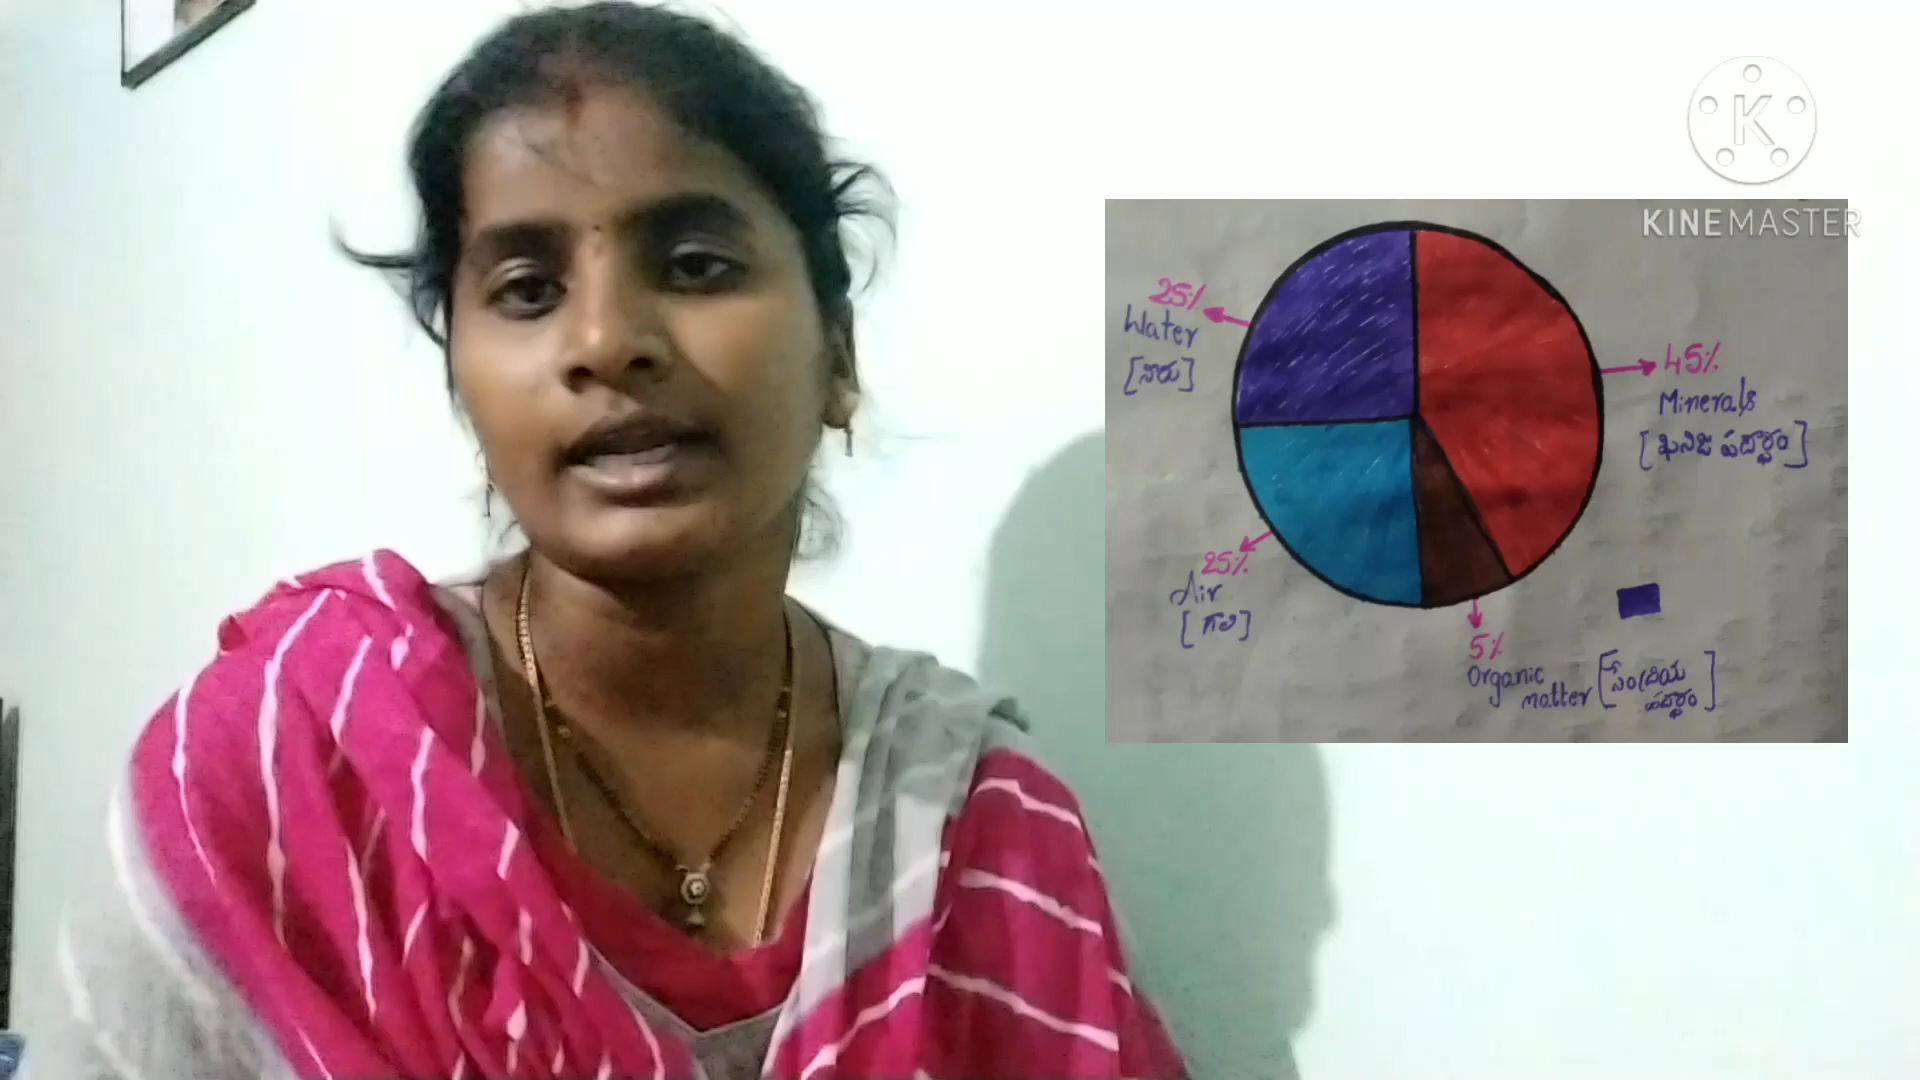 KINEMASTER
25%
Water
[నీరు]
45%
Minerals
[ఖనిజ పదార్థం]
25%
Air
[గాలి]
5%
Organic
matter [సేంద్రియ
పదార్థం]